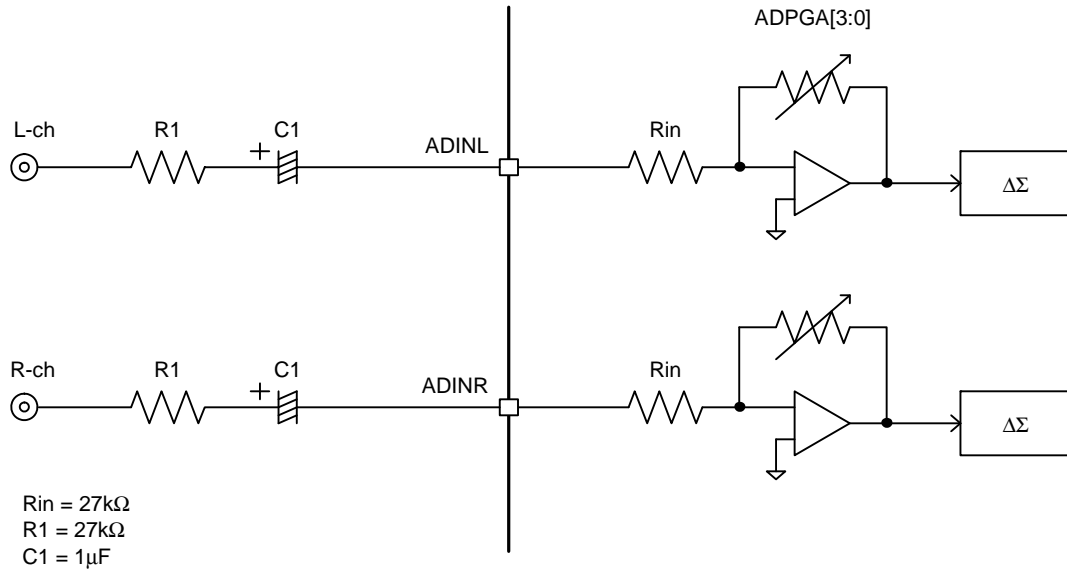 ADPGA[3:0]
L-ch
R1
+
C1
ADINL
Rin
ΔΣ
R-ch
R1
+
C1
ADINR
Rin
ΔΣ
Rin = 27kΩ
R1 = 27kΩ
C1 = 1μF